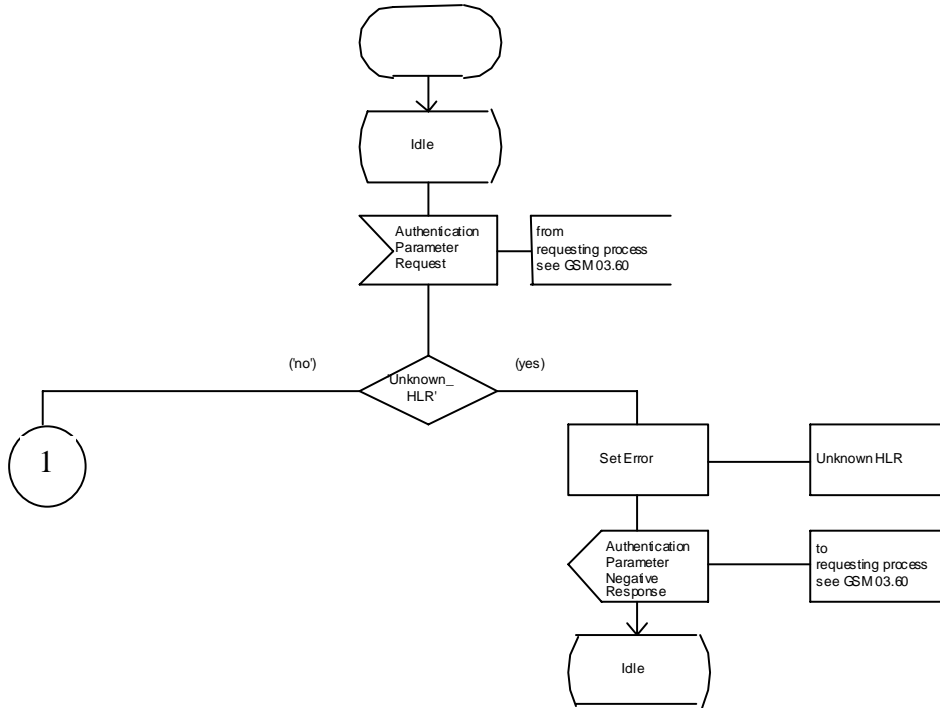 Idle
Authentication
Parameter
Request
from
requesting process
see GSM 03.60
('no')
'Unknown_
HLR'
(yes)
1
Set Error
Unknown HLR
Authentication
Parameter
Negative
Response
to
requesting process
see GSM 03.60
Idle